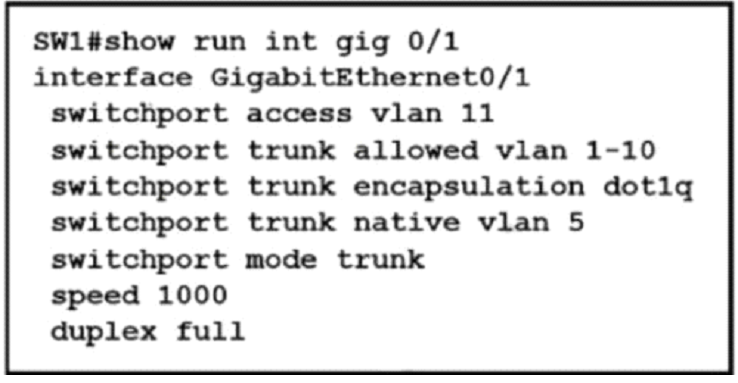 SW1#show run int gig 0/1
interface GigabitEthernet0/1
switchport access vlan 11
switchport trunk allowed vlan 1-10
switchport trunk encapsulation dot1q
switchport trunk native vlan 5
switchport mode trunk
speed 1000
duplex full